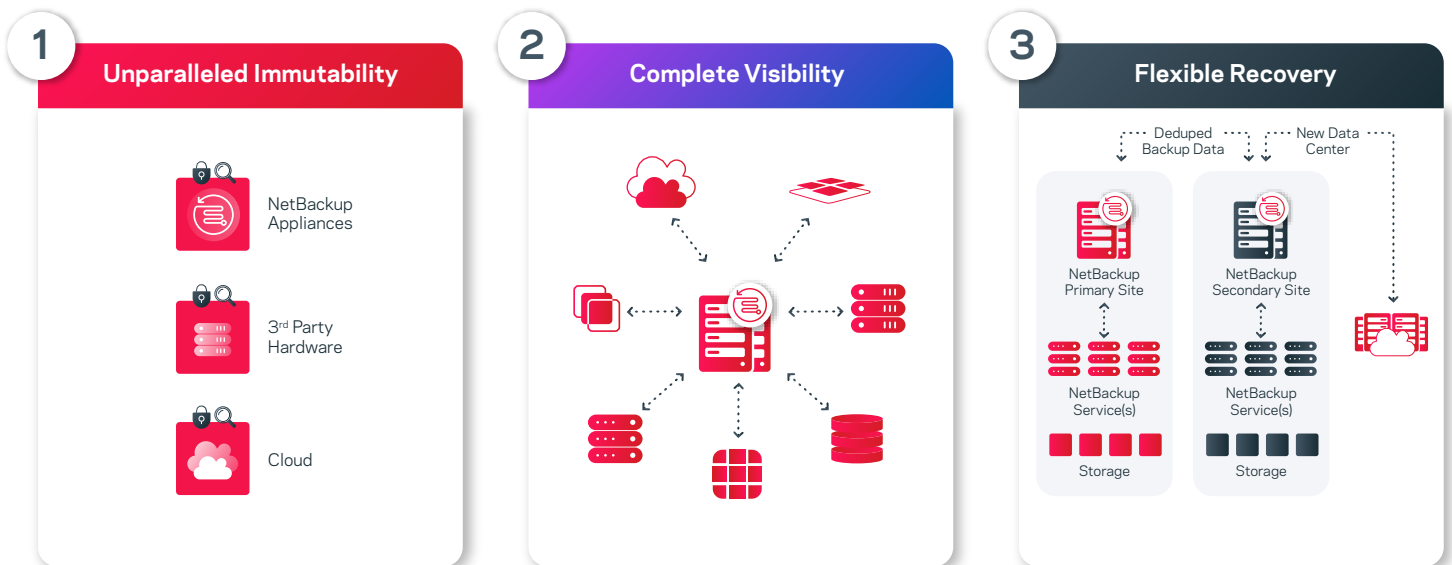 1
Unparalleled Immutability
NetBackup
Appliances
3rd Party
Hardware
Cloud
2
Complete Visibility
3
Flexible Recovery
Deduped
Backup Data
New Data
Center
NetBackup
Primary Site
NetBackup
Secondary Site
NetBackup
Service(s)
NetBackup
Service(s)
Storage
Storage